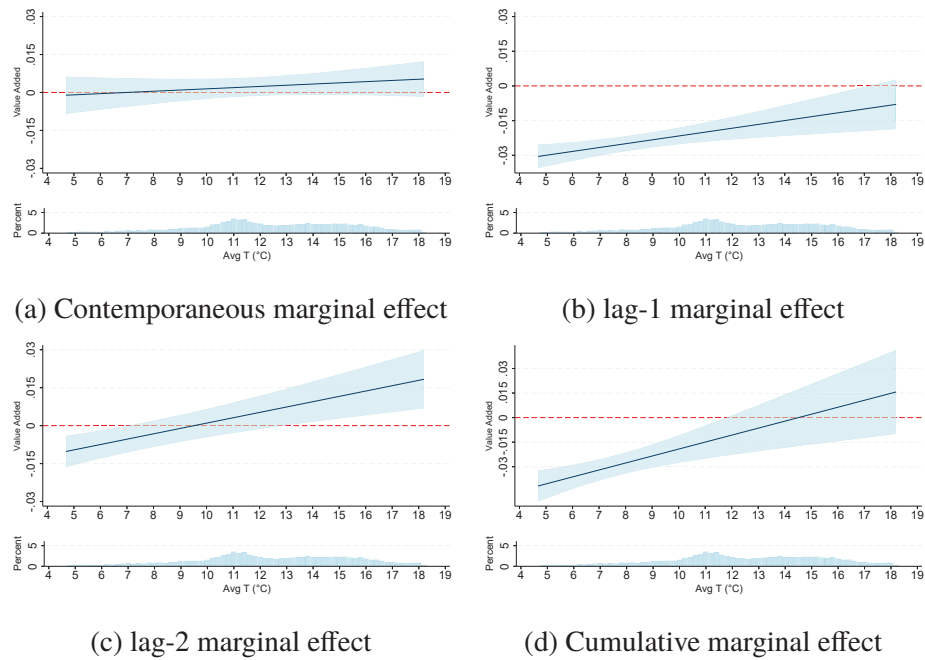 .03
.015
0
-.015
-.03
Value Added
4 5 6 7 8 9 10 11 12 13 14 15 16 17 18 19
5
0
Percent
4 5 6 7 8 9 10 11 12 13 14 15 16 17 18 19
Avg T (°C)
(a) Contemporaneous marginal effect
.03
.015
0
-.015
-.03
Value Added
4 5 6 7 8 9 10 11 12 13 14 15 16 17 18 19
5
0
Percent
4 5 6 7 8 9 10 11 12 13 14 15 16 17 18 19
Avg T (°C)
(b) lag-1 marginal effect
.03
.015
0
-.015
-.03
Value Added
4 5 6 7 8 9 10 11 12 13 14 15 16 17 18 19
5
0
Percent
4 5 6 7 8 9 10 11 12 13 14 15 16 17 18 19
Avg T (°C)
(c) lag-2 marginal effect
.03
.015
0
-.015
-.03
Value Added
4 5 6 7 8 9 10 11 12 13 14 15 16 17 18 19
5
0
Percent
4 5 6 7 8 9 10 11 12 13 14 15 16 17 18 19
Avg T (°C)
(d) Cumulative marginal effect